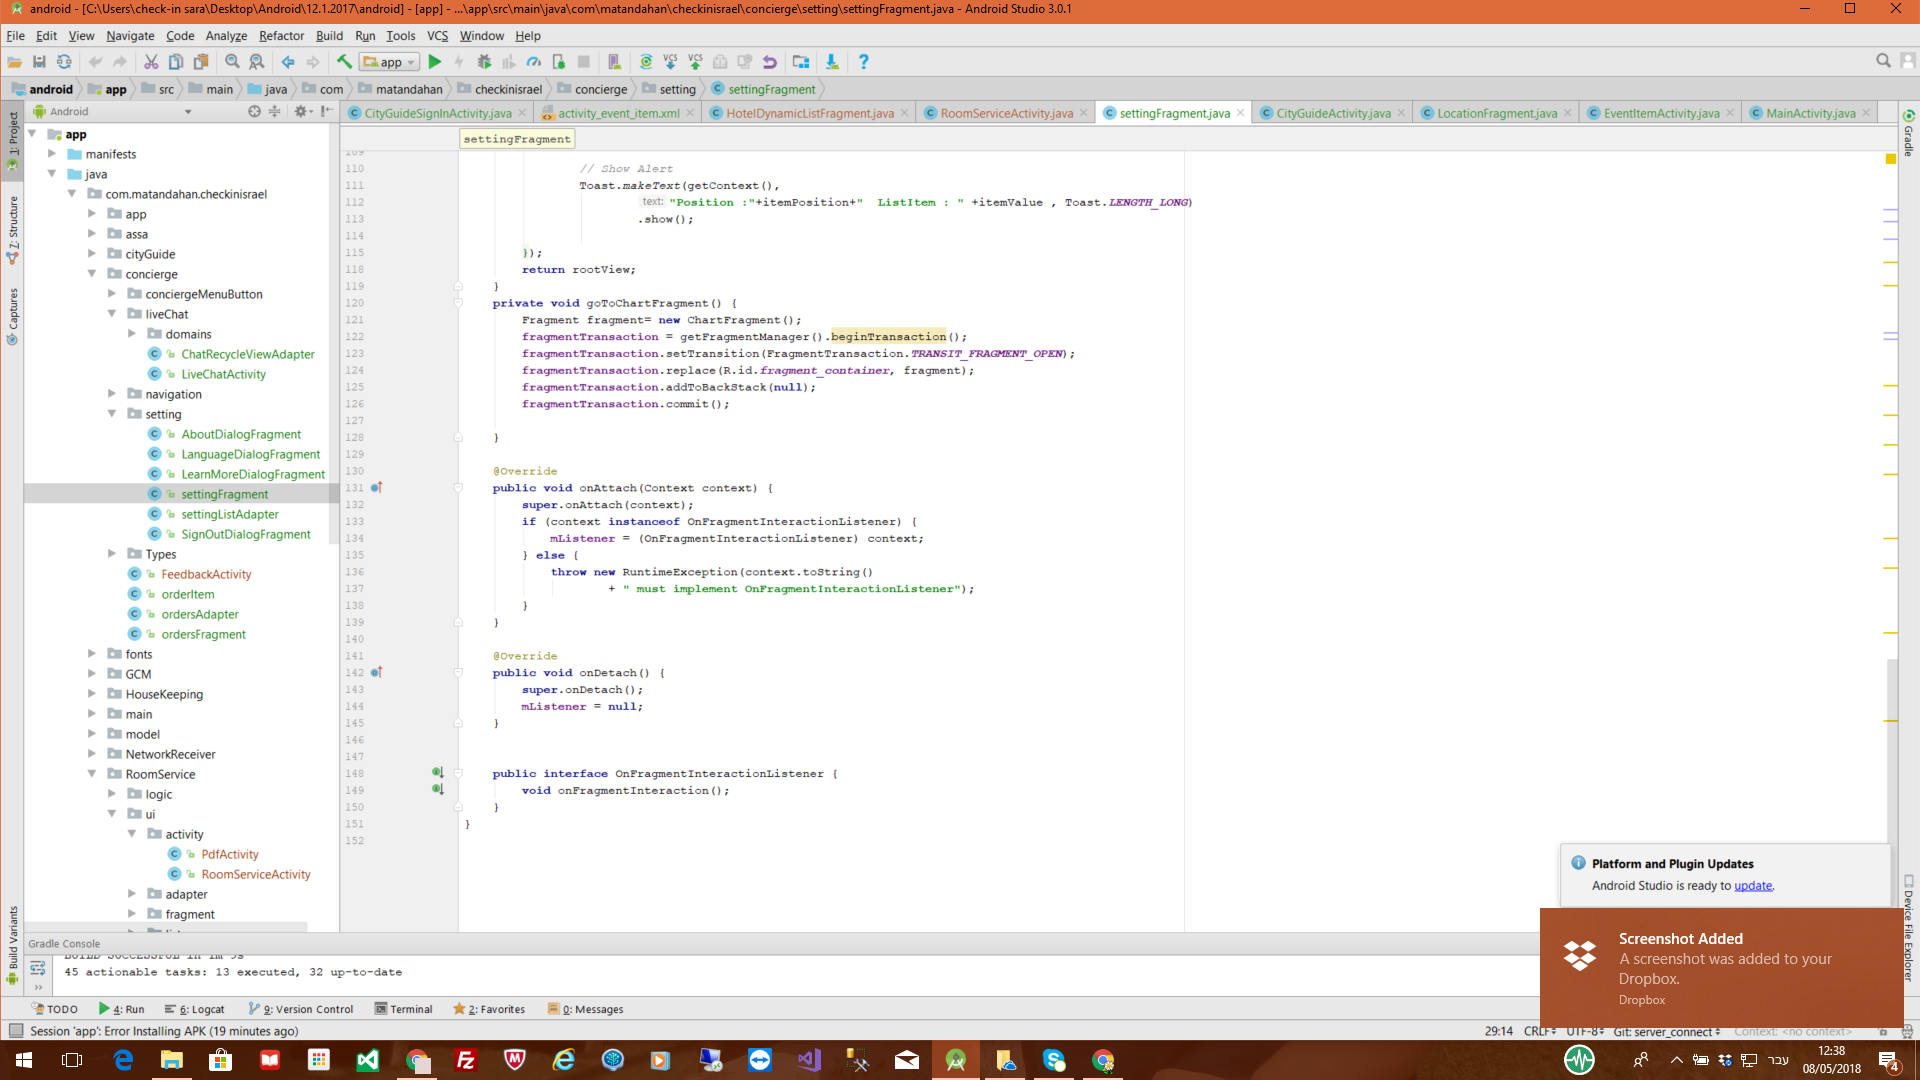 android - [C:\Users\check-in sara\Desktop\Android\12.1.2017\android] - [app] - ...\app\src\main\java\com\matandahan\checkinisrael\concierge\setting\settingFragment.java - Android Studio 3.0.1
File Edit View Navigate Code Analyze Refactor Build Run Tools VCS Window Help
app
android app src main java com matandahan checkinisrael concierge setting settingFragment
Android
CityGuideSignInActivity.java activity_event_item.xml HotelDynamicListFragment.java RoomServiceActivity.java settingFragment.java CityGuideActivity.java LocationFragment.java EventItemActivity.java MainActivity.java
1: Project
7: Structure
Captures
Build Variants
Gradle
Device File Explorer
app
manifests
java
com.matandahan.checkinisrael
app
assa
cityGuide
concierge
conciergeMenuButton
liveChat
domains
ChatRecycleViewAdapter
LiveChatActivity
navigation
setting
AboutDialogFragment
LanguageDialogFragment
LearnMoreDialogFragment
settingFragment
settingListAdapter
SignOutDialogFragment
Types
FeedbackActivity
orderItem
ordersAdapter
ordersFragment
fonts
GCM
HouseKeeping
main
model
NetworkReceiver
RoomService
logic
ui
activity
PdfActivity
RoomServiceActivity
adapter
fragment
settingFragment
109
110 // Show Alert
111 Toast.makeText(getContext(),
112 text: "Position :"+itemPosition+"  ListItem : " +itemValue , Toast.LENGTH_LONG)
113 .show();
114
115 });
118 return rootView;
119 }
120 private void goToChartFragment() {
121 Fragment fragment= new ChartFragment();
122 fragmentTransaction = getFragmentManager().beginTransaction();
123 fragmentTransaction.setTransition(FragmentTransaction.TRANSIT_FRAGMENT_OPEN);
124 fragmentTransaction.replace(R.id.fragment_container, fragment);
125 fragmentTransaction.addToBackStack(null);
126 fragmentTransaction.commit();
127
128 }
129
130 @Override
131 public void onAttach(Context context) {
132 super.onAttach(context);
133 if (context instanceof OnFragmentInteractionListener) {
134 mListener = (OnFragmentInteractionListener) context;
135 } else {
136 throw new RuntimeException(context.toString()
137 + " must implement OnFragmentInteractionListener");
138 }
139 }
140
141 @Override
142 public void onDetach() {
143 super.onDetach();
144 mListener = null;
145 }
146
147
148 public interface OnFragmentInteractionListener {
149 void onFragmentInteraction();
150 }
151 }
152
Platform and Plugin Updates
Android Studio is ready to update.
Screenshot Added
A screenshot was added to your
Dropbox.
Dropbox
Gradle Console
BUILD SUCCESSFUL in 1m 9s
45 actionable tasks: 13 executed, 32 up-to-date
TODO 4: Run 6: Logcat 9: Version Control Terminal 2: Favorites 0: Messages
Session 'app': Error Installing APK (19 minutes ago)
29:14 CRLF UTF-8 Git: server_connect Context: <no context>
עבר
12:38
08/05/2018
4